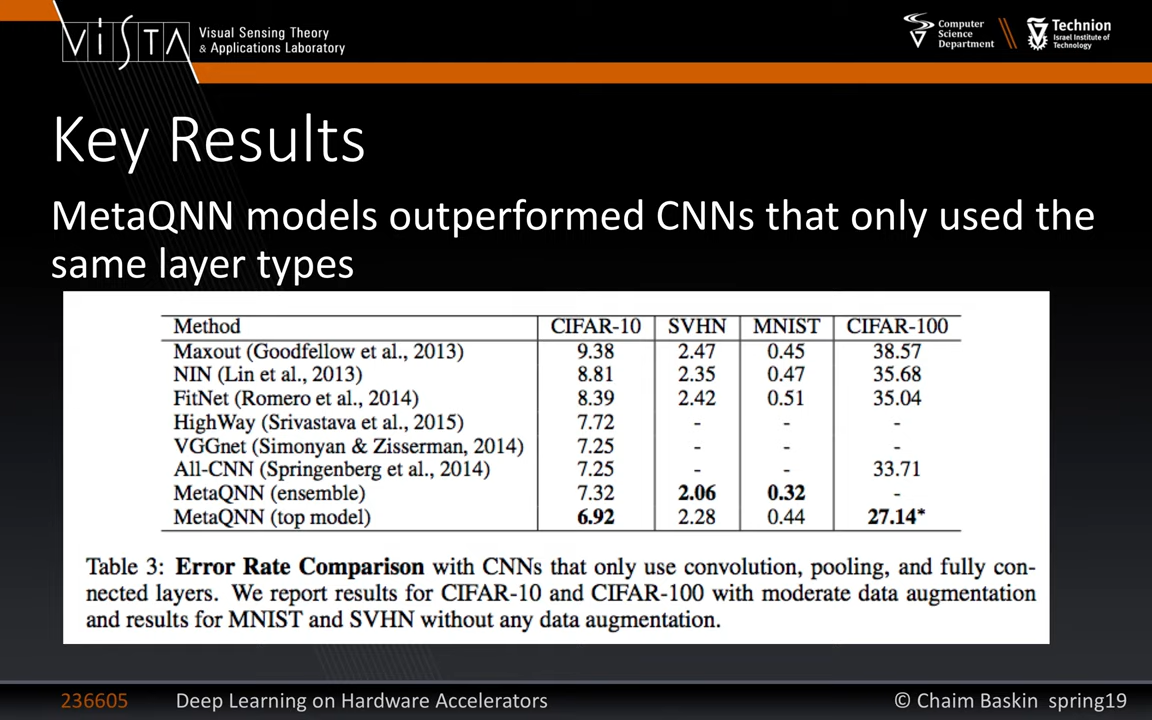 ViSTA Visual Sensing Theory
& Applications Laboratory
Computer
Science
Department
Technion
Israel Institute of
Technology
Key Results
MetaQNN models outperformed CNNs that only used the
same layer types
Method CIFAR-10 SVHN MNIST CIFAR-100
Maxout (Goodfellow et al., 2013) 9.38 2.47 0.45 38.57
NIN (Lin et al., 2013) 8.81 2.35 0.47 35.68
FitNet (Romero et al., 2014) 8.39 2.42 0.51 35.04
HighWay (Srivastava et al., 2015) 7.72 - - -
VGGnet (Simonyan & Zisserman, 2014) 7.25 - - -
All-CNN (Springenberg et al., 2014) 7.25 - - 33.71
MetaQNN (ensemble) 7.32 2.06 0.32 -
MetaQNN (top model) 6.92 2.28 0.44 27.14*
Table 3: Error Rate Comparison with CNNs that only use convolution, pooling, and fully con-
nected layers. We report results for CIFAR-10 and CIFAR-100 with moderate data augmentation
and results for MNIST and SVHN without any data augmentation.
236605 Deep Learning on Hardware Accelerators © Chaim Baskin spring19